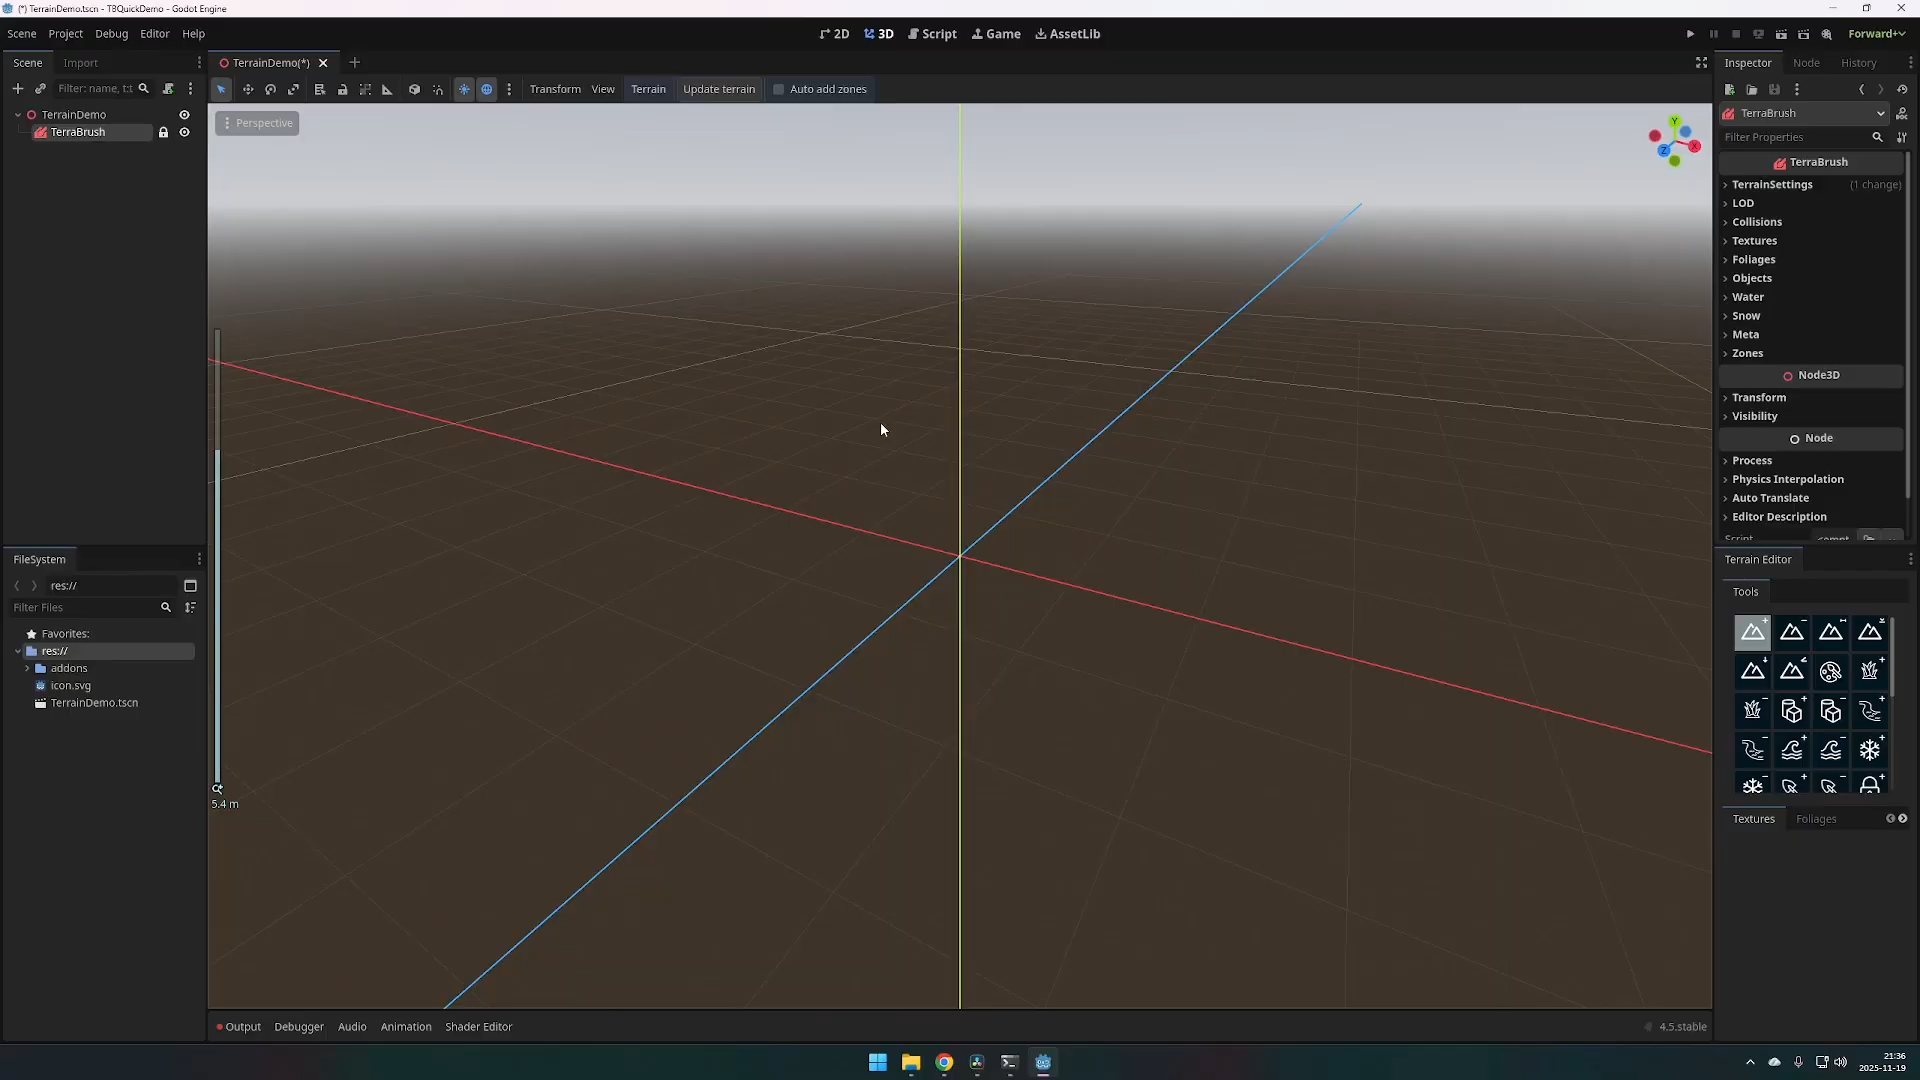 (*) TerrainDemo.tscn - TBQuickDemo - Godot Engine
Scene Project Debug Editor Help
2D 3D Script Game AssetLib
Forward+
Scene Import
TerrainDemo(*)
Inspector Node History
Filter: name, t:t
Transform View Terrain Update terrain Auto add zones
TerrainDemo
TerraBrush
Perspective
Y
X
Z
TerraBrush
Filter Properties
TerraBrush
TerrainSettings (1 change)
LOD
Collisions
Textures
Foliages
Objects
Water
Snow
Meta
Zones
Node3D
Transform
Visibility
Node
Process
Physics Interpolation
Auto Translate
Editor Description
Script
FileSystem
res://
Filter Files
Favorites:
res://
addons
icon.svg
TerrainDemo.tscn
5.4 m
Terrain Editor
Tools
Textures Foliages
Output Debugger Audio Animation Shader Editor
4.5.stable
21:36
2025-11-19